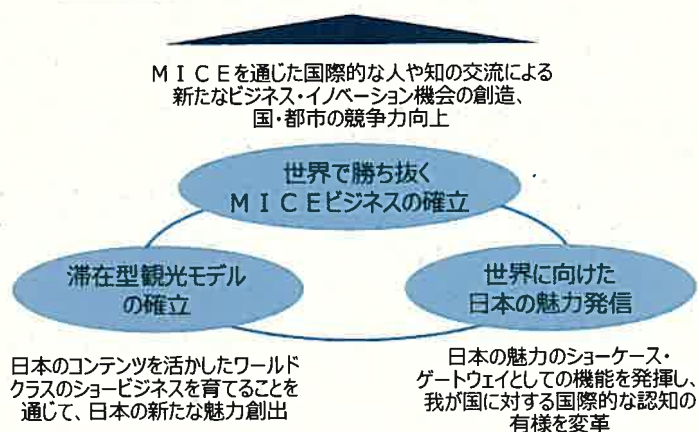 MICEを通じた国際的な人や知の交流による
新たなビジネス・イノベーション機会の創造、
国・都市の競争力向上
世界で勝ち抜く
MICEビジネスの確立
滞在型観光モデル
の確立
世界に向けた
日本の魅力発信
日本のコンテンツを活かしたワールド
クラスのショービジネスを育てることを
通じて、日本の新たな魅力創出
日本の魅力のショーケース・
ゲートウェイとしての機能を発揮し、
我が国に対する国際的な認知の
有様を変革